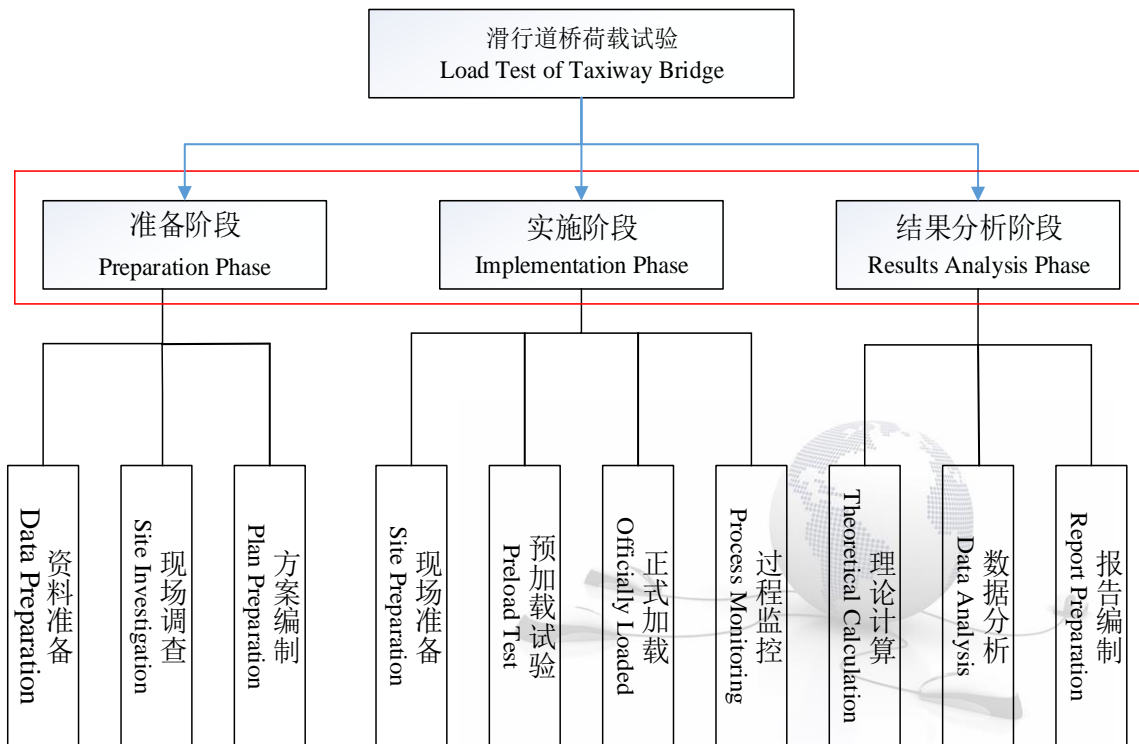 滑行道桥荷载试验
Load Test of Taxiway Bridge
准备阶段
Preparation Phase
实施阶段
Implementation Phase
结果分析阶段
Results Analysis Phase
资料准备
Data Preparation
现场调查
Site Investigation
方案编制
Plan Preparation
现场准备
Site Preparation
预加载试验
Preload Test
正式加载
Officially Loaded
过程监控
Process Monitoring
理论计算
Theoretical Calculation
数据分析
Data Analysis
报告编制
Report Preparation